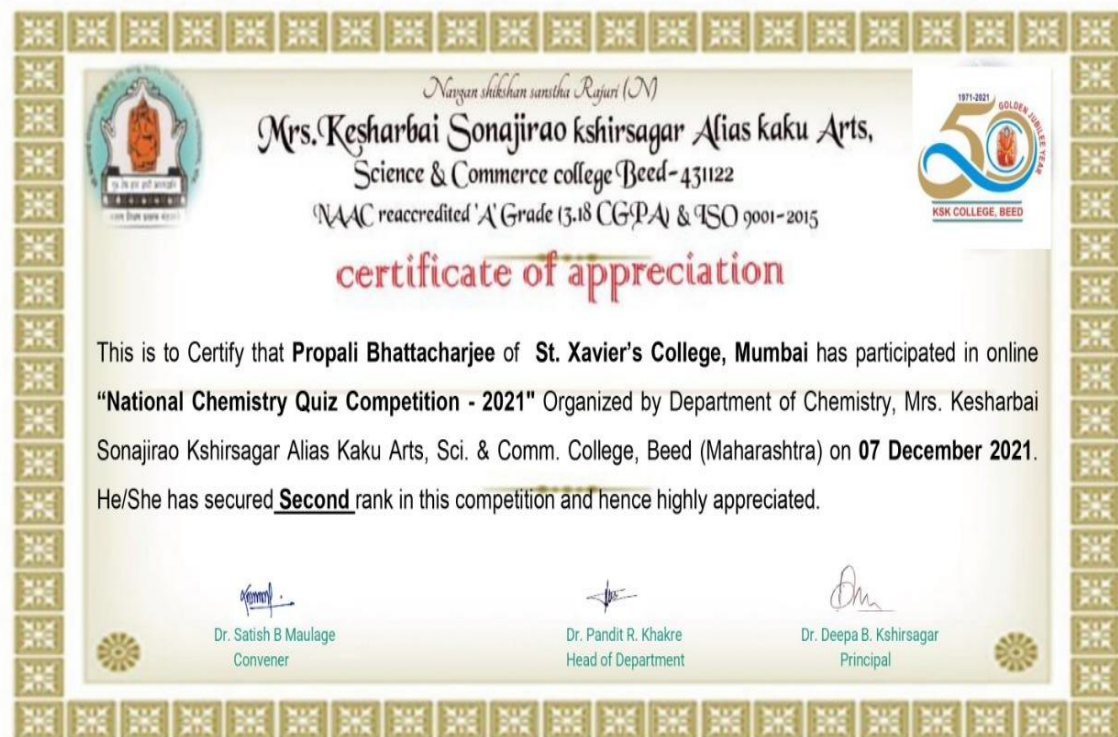 Navgan shikshan sanstha Rajuri (N)
Mrs.Kesharbai Sonajirao kshirsagar Alias kaku Arts,
Science & Commerce college Beed-431122
NAAC reaccredited 'A' Grade (3.18 CGPA) & ISO 9001-2015
1971-2021
50
GOLDEN JUBILEE YEAR
KSK COLLEGE, BEED
certificate of appreciation
This is to Certify that Propali Bhattacharjee of St. Xavier’s College, Mumbai has participated in online
“National Chemistry Quiz Competition - 2021" Organized by Department of Chemistry, Mrs. Kesharbai
Sonajirao Kshirsagar Alias Kaku Arts, Sci. & Comm. College, Beed (Maharashtra) on 07 December 2021.
He/She has secured Second rank in this competition and hence highly appreciated.
Dr. Satish B Maulage
Convener
Dr. Pandit R. Khakre
Head of Department
Dr. Deepa B. Kshirsagar
Principal